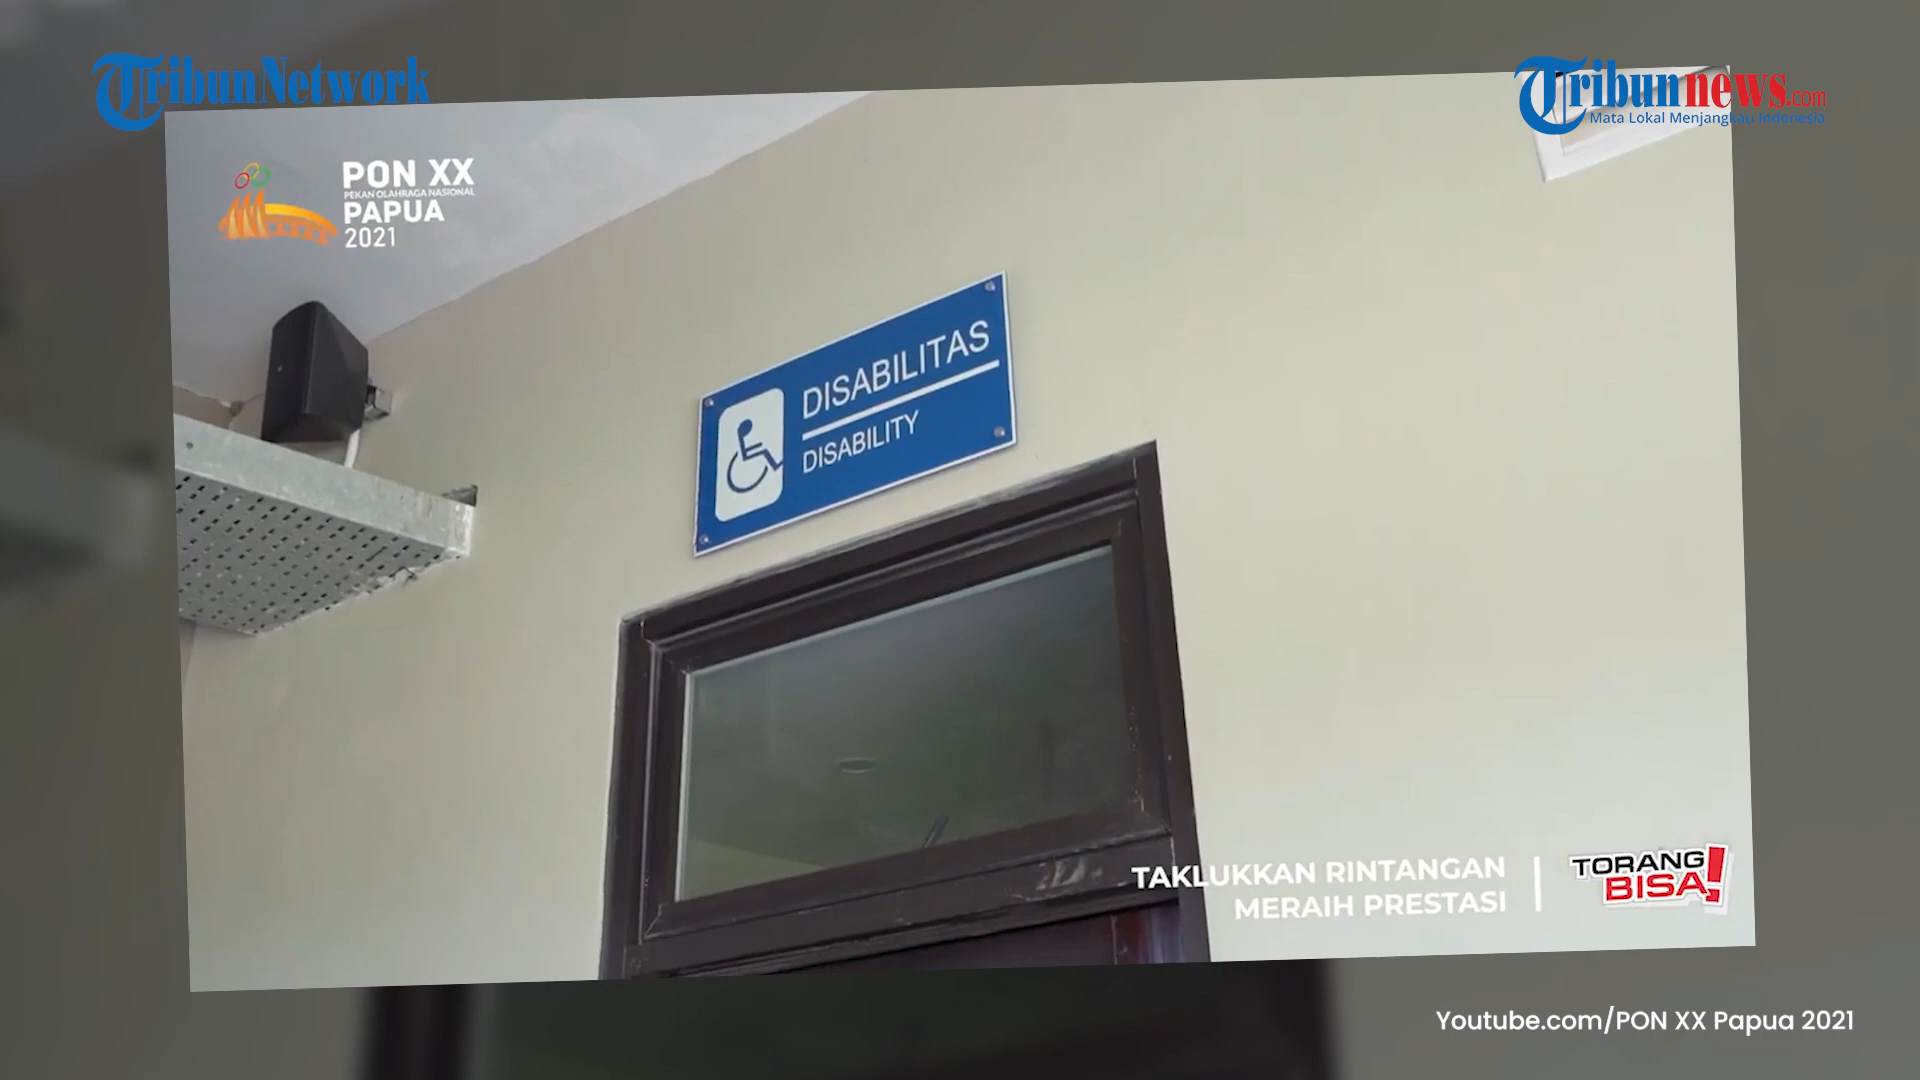 TribunNetwork
Tribunnews.com
Mata Lokal Menjangkau Indonesia
PON XX
PEKAN OLAHRAGA NASIONAL
PAPUA
2021
DISABILITAS
DISABILITY
TAKLUKKAN RINTANGAN
MERAIH PRESTASI
TORANG
BISA!
Youtube.com/PON XX Papua 2021